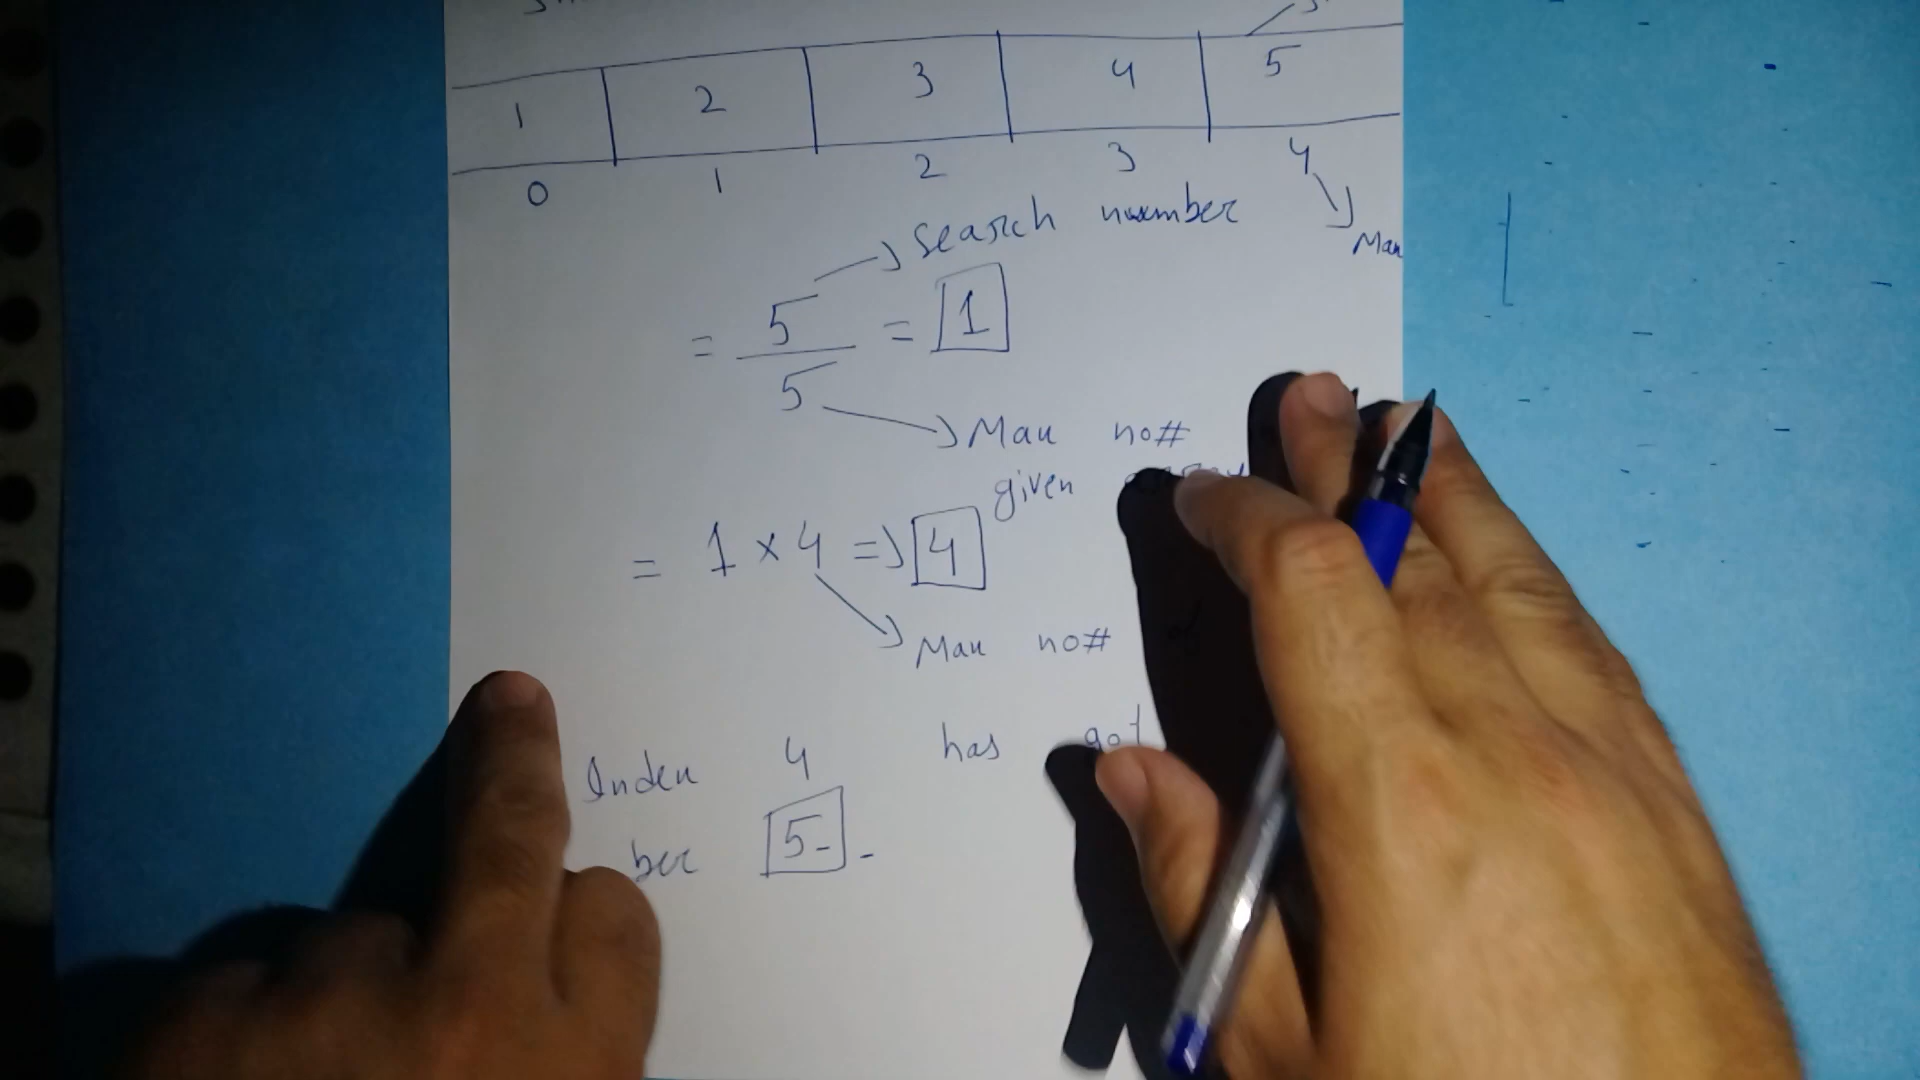 1 2 3 4 5
0 1 2 3 4
Search number
Max
= 5/5 = 1
Max no#
given
= 1 × 4 => 4
Max no#
Index 4 has got
ber 5-.